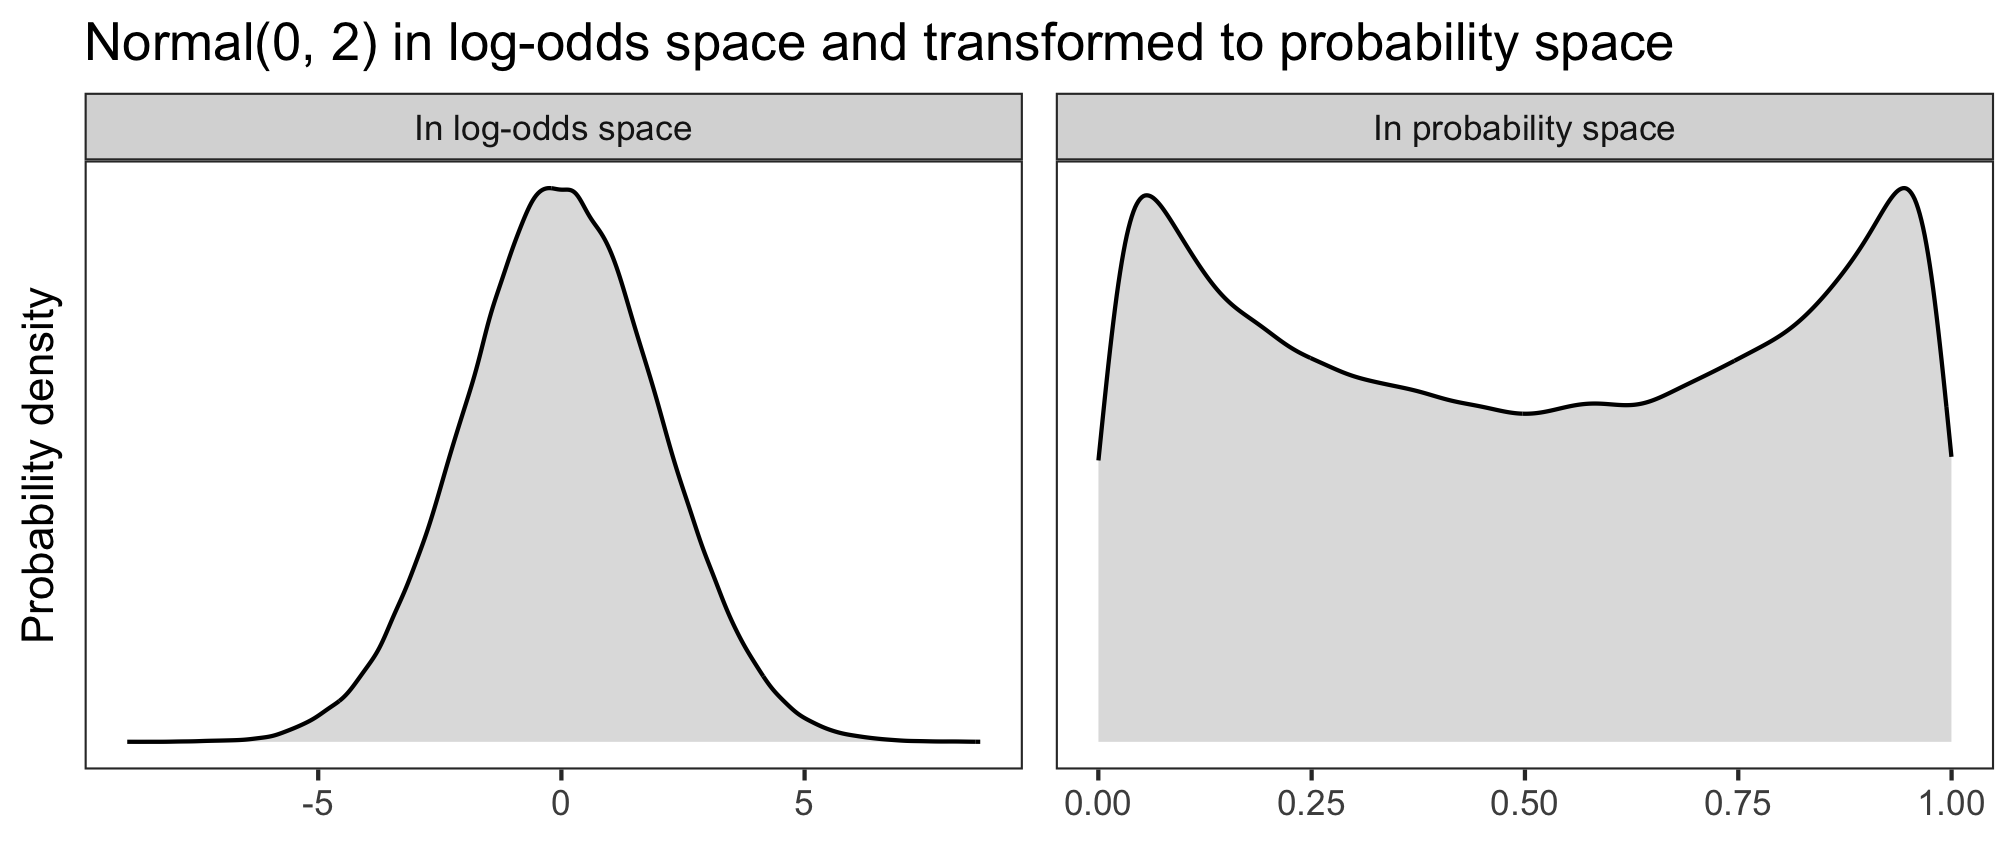 Normal(0, 2) in log-odds space and transformed to probability space
In log-odds space
In probability space
Probability density
-5 0 5
0.00 0.25 0.50 0.75 1.00